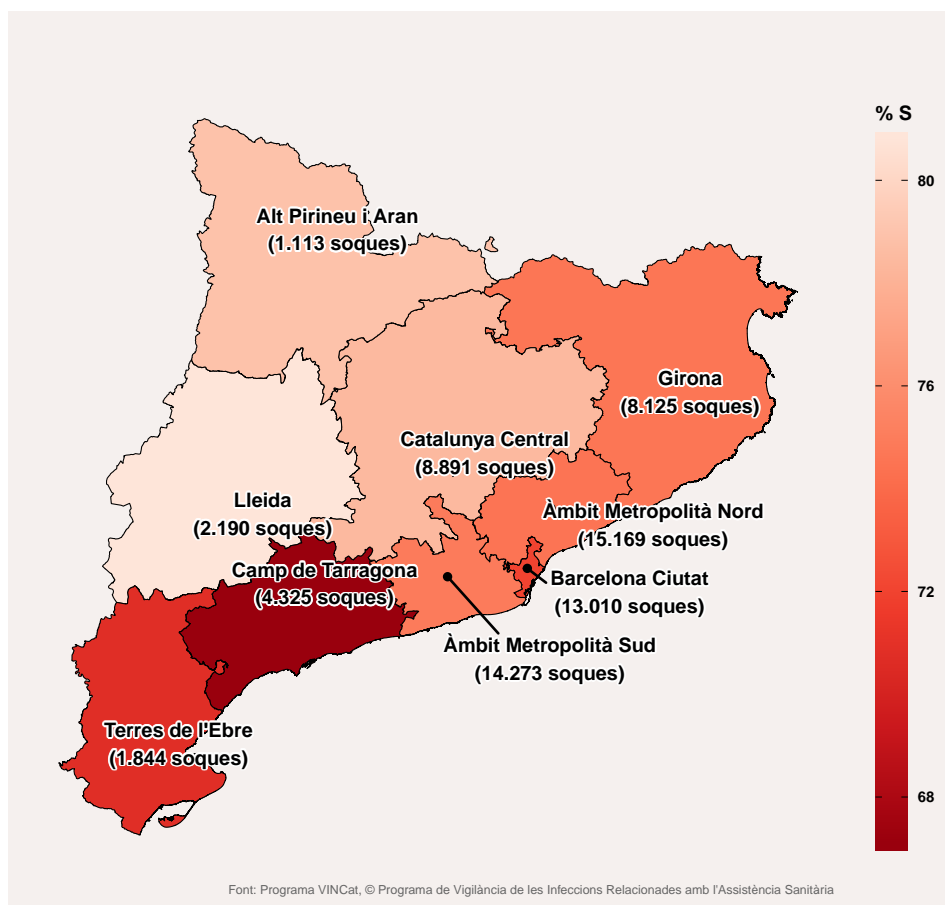 % S
80
76
72
68
Alt Pirineu i Aran
(1.113 soques)
Girona
(8.125 soques)
Catalunya Central
(8.891 soques)
Lleida
(2.190 soques)
Àmbit Metropolità Nord
(15.169 soques)
Camp de Tarragona
(4.325 soques)
Barcelona Ciutat
(13.010 soques)
Àmbit Metropolità Sud
(14.273 soques)
Terres de l'Ebre
(1.844 soques)
Font: Programa VINCat, © Programa de Vigilància de les Infeccions Relacionades amb l'Assistència Sanitària